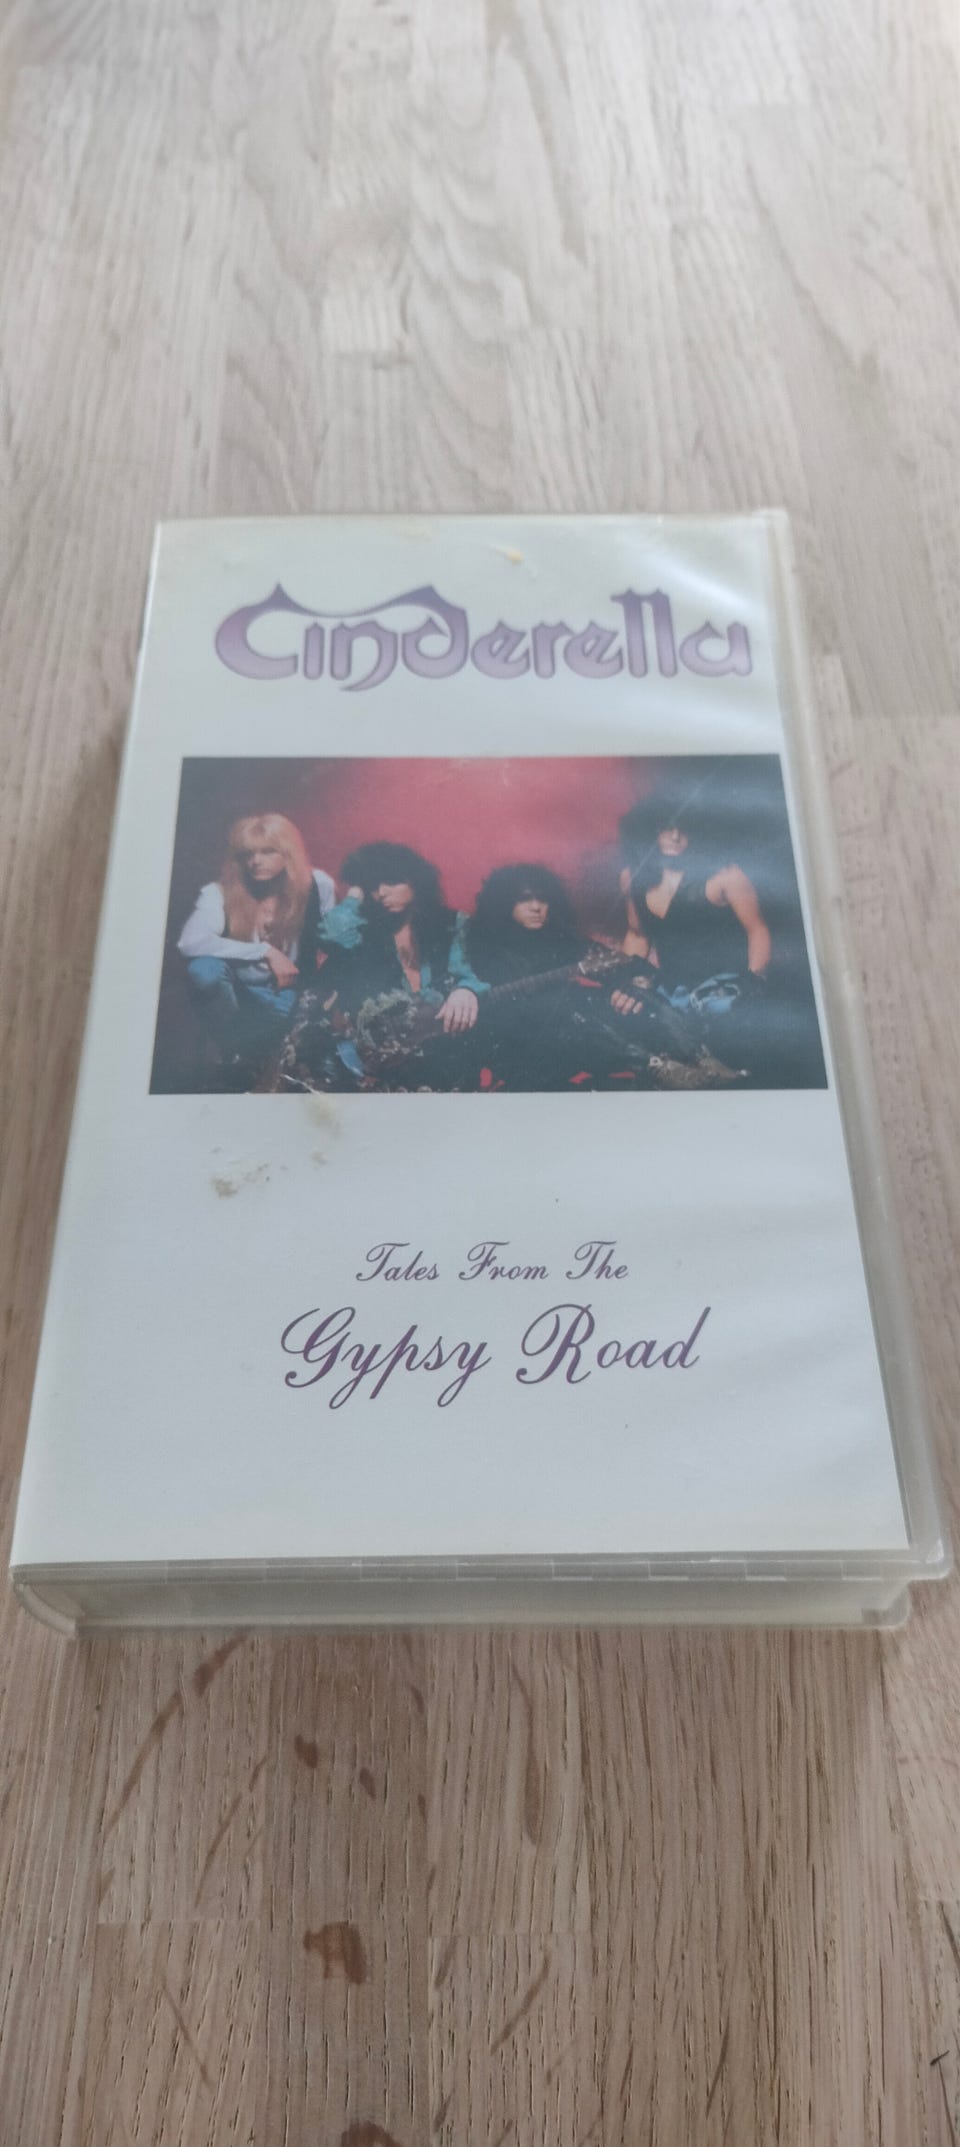 Cinderella
Tales From The
Gypsy Road